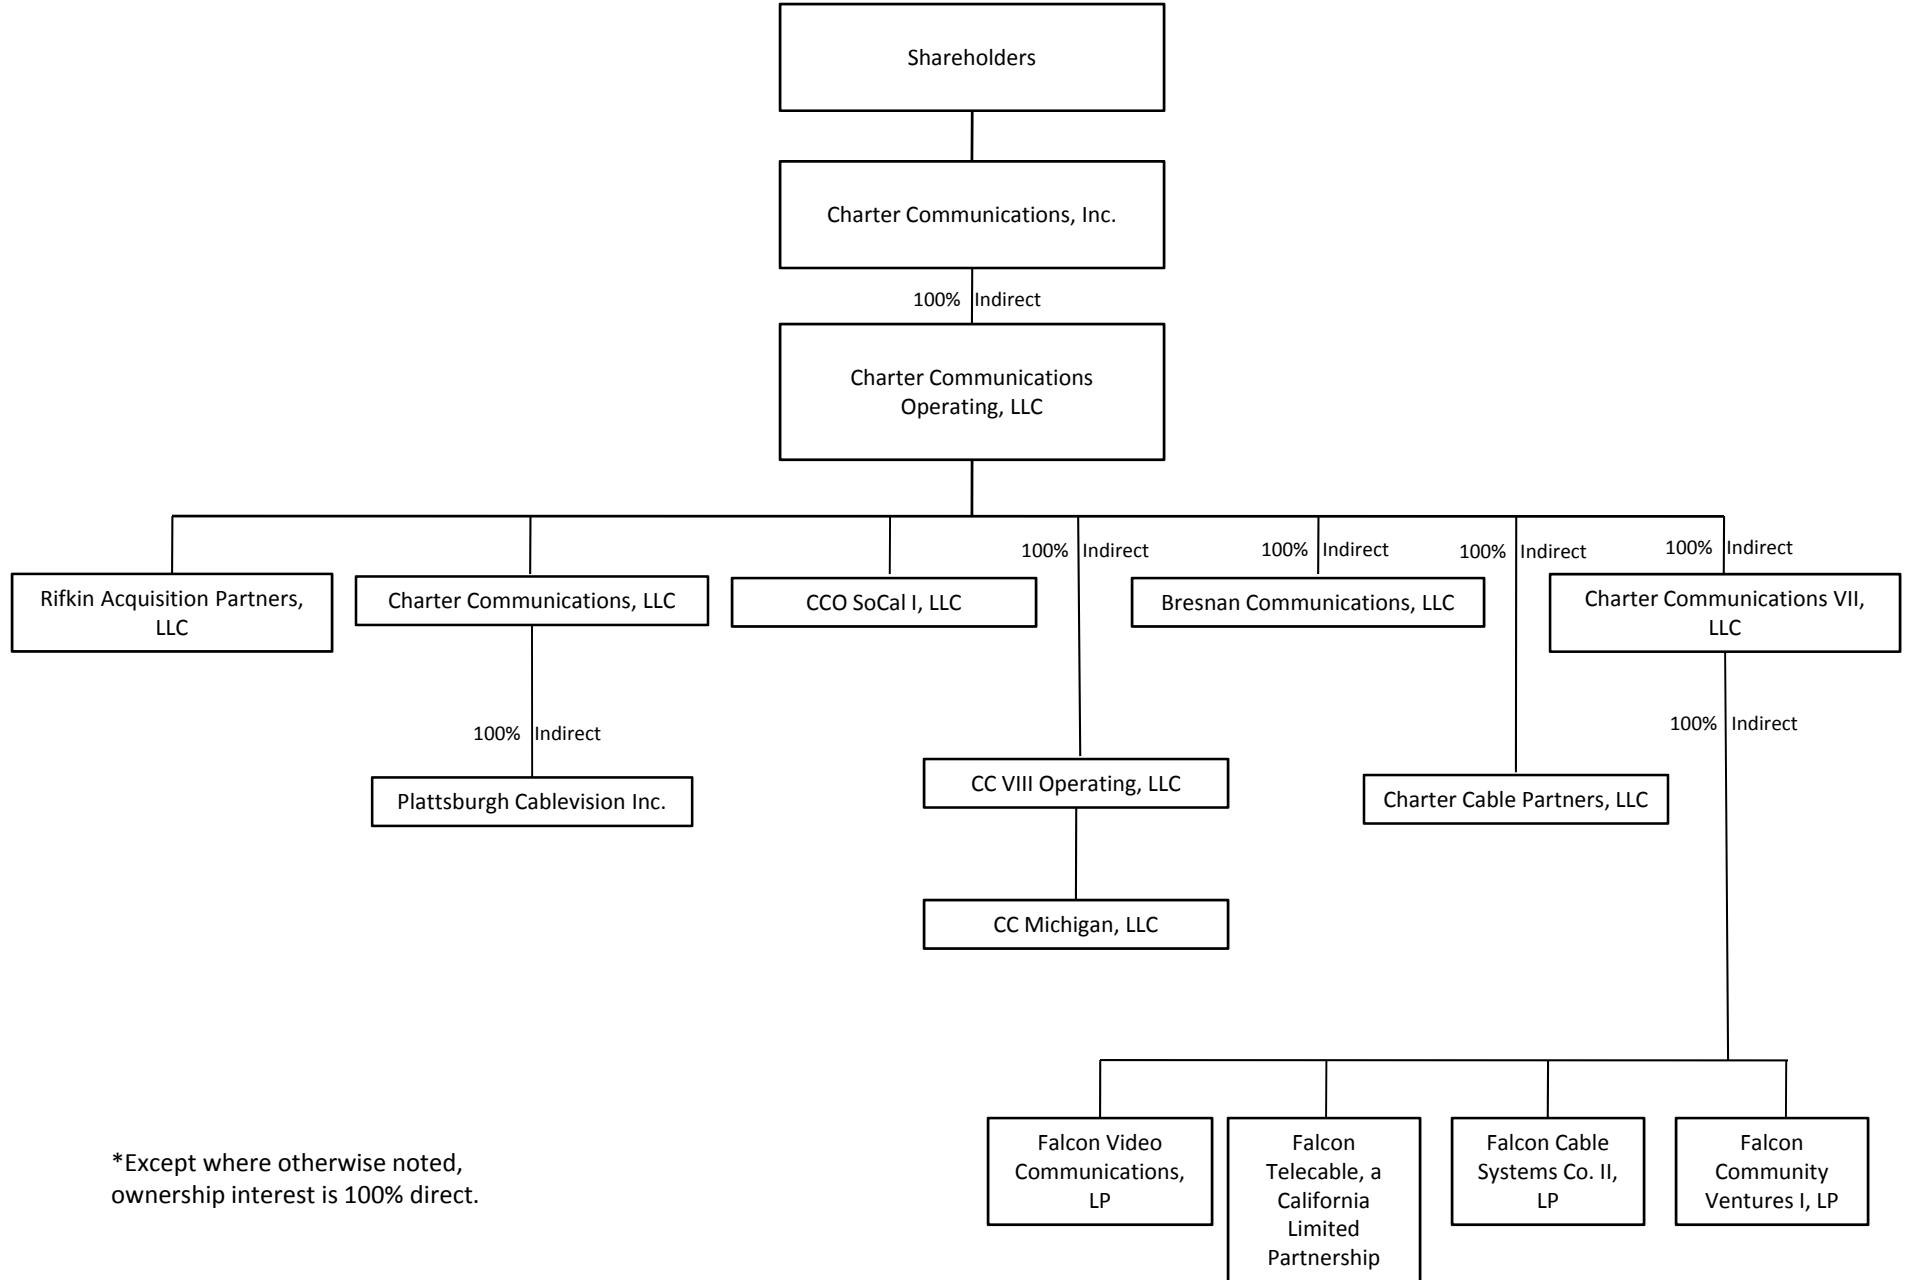 Shareholders
Charter Communications, Inc.
100% Indirect
Charter Communications
Operating, LLC
100% Indirect
100% Indirect
100% Indirect
100% Indirect
Rifkin Acquisition Partners,
LLC
Charter Communications, LLC
CCO SoCal I, LLC
Bresnan Communications, LLC
Charter Communications VII,
LLC
100% Indirect
100% Indirect
Plattsburgh Cablevision Inc.
CC VIII Operating, LLC
Charter Cable Partners, LLC
CC Michigan, LLC
Falcon Video
Communications,
LP
Falcon
Telecable, a
California
Limited
Partnership
Falcon Cable
Systems Co. II,
LP
Falcon
Community
Ventures I, LP
*Except where otherwise noted,
ownership interest is 100% direct.